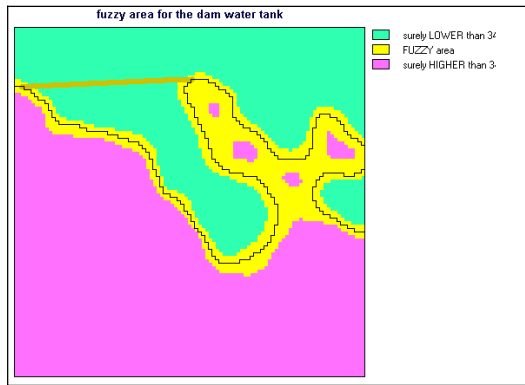 fuzzy area for the dam water tank
surely LOWER than 34
FUZZY area
surely HIGHER than 3